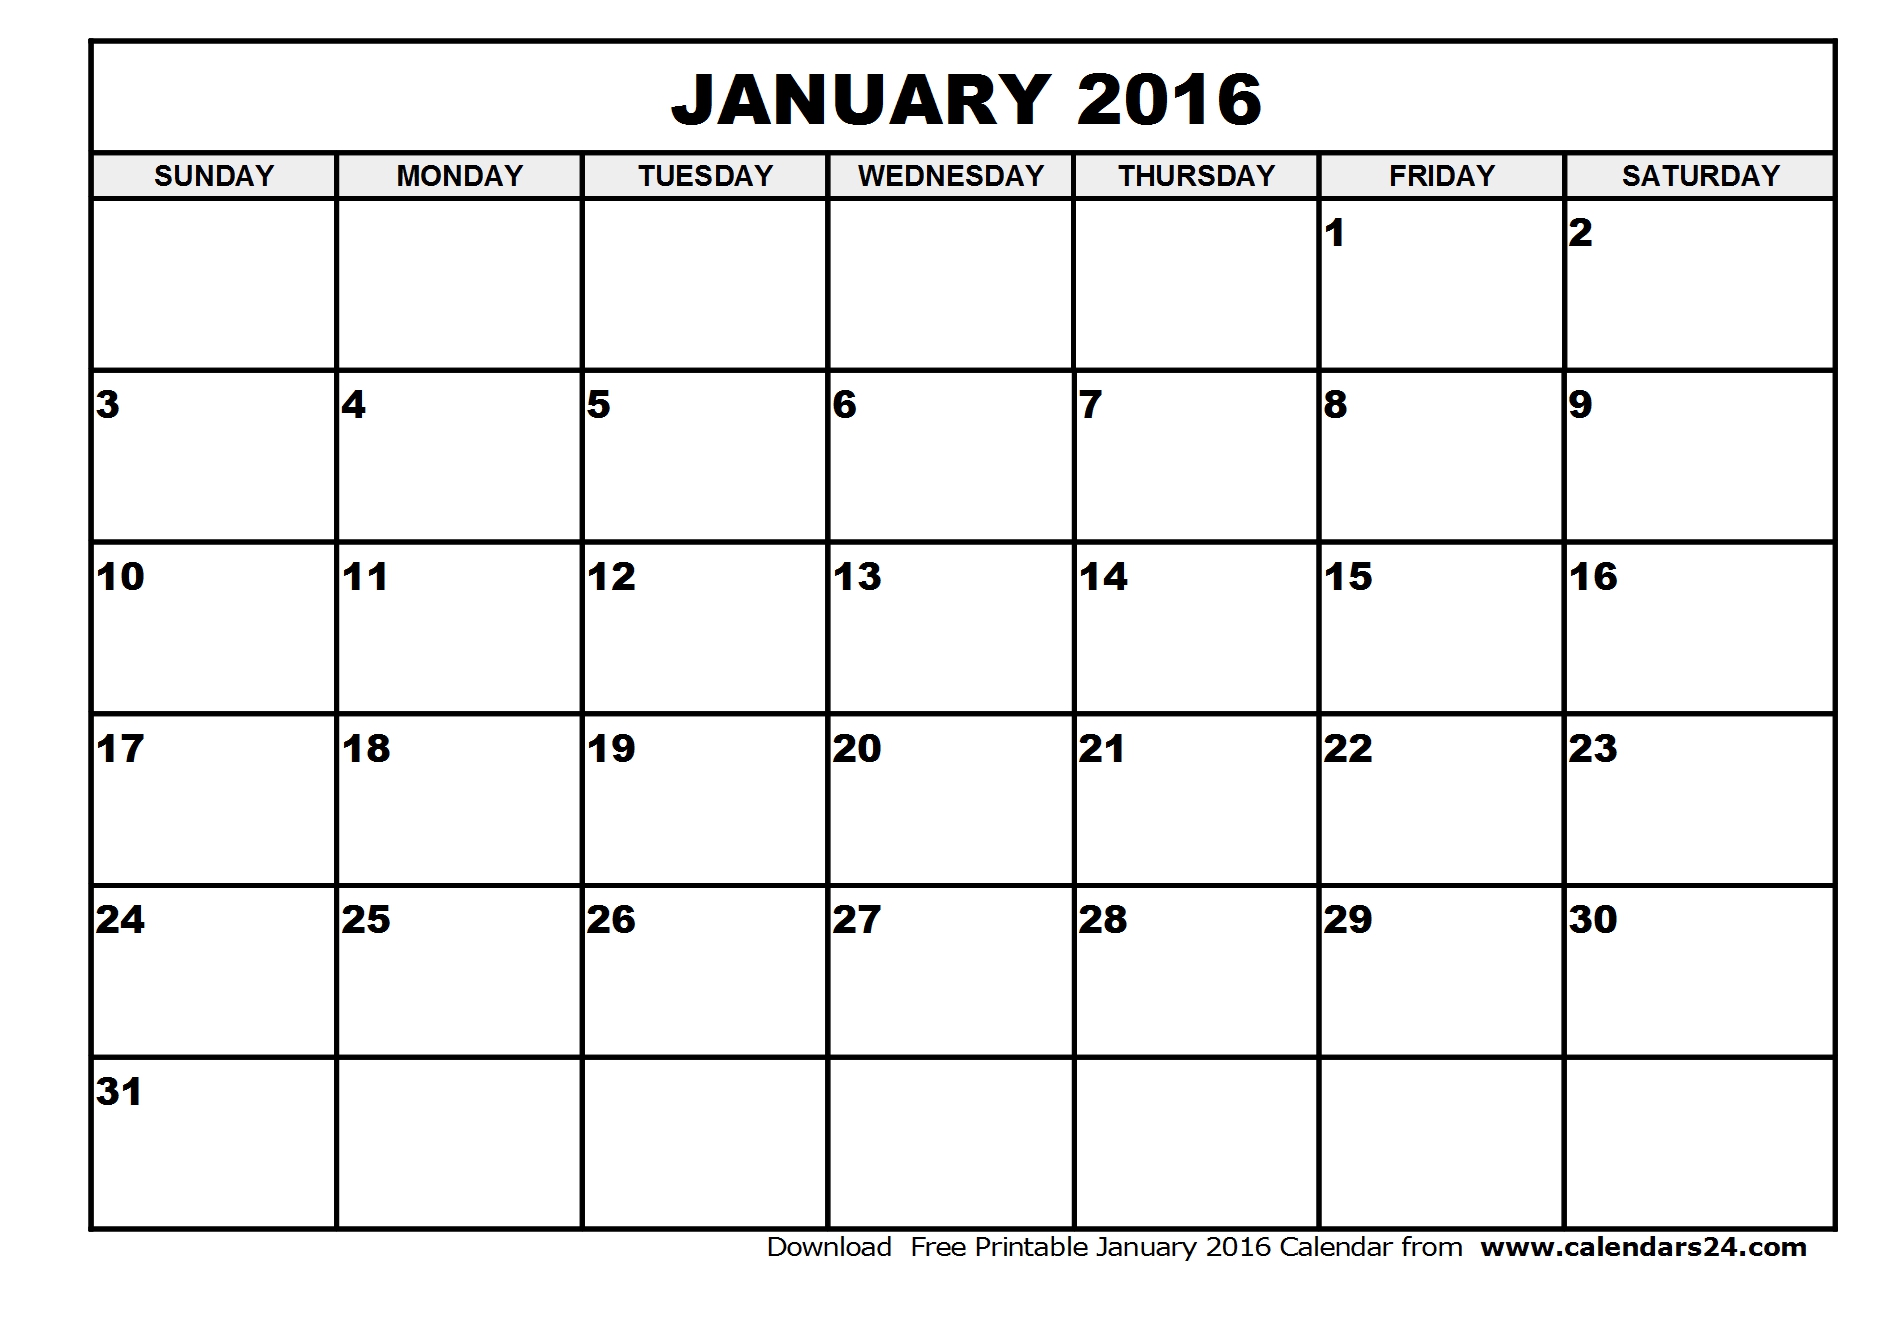 JANUARY 2016
SUNDAY MONDAY TUESDAY WEDNESDAY THURSDAY FRIDAY SATURDAY
1 2
3 4 5 6 7 8 9
10 11 12 13 14 15 16
17 18 19 20 21 22 23
24 25 26 27 28 29 30
31
Download Free Printable January 2016 Calendar from www.calendars24.com